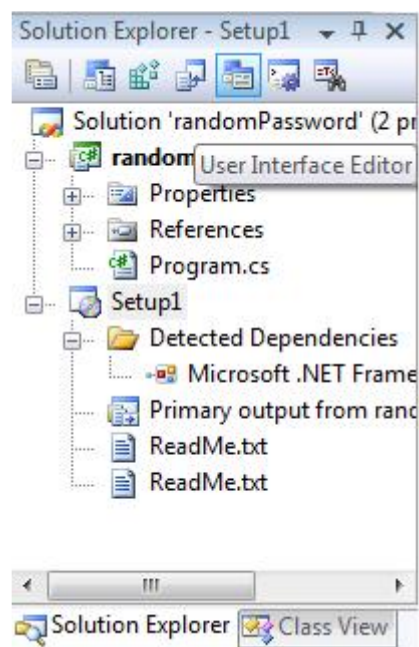 Solution Explorer - Setup1
Solution 'randomPassword' (2 pr
random
User Interface Editor
Properties
References
Program.cs
Setup1
Detected Dependencies
Microsoft .NET Frame
Primary output from rand
ReadMe.txt
ReadMe.txt
Solution Explorer Class View